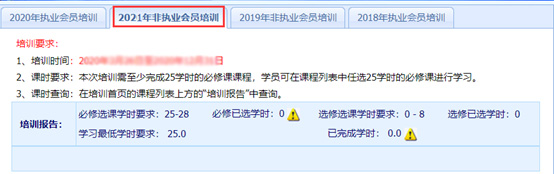 2020年执业会员培训 2021年非执业会员培训 2019年非执业会员培训 2018年执业会员培训
培训要求：
1、培训时间：
2、课时要求：本次培训需至少完成25学时的必修课课程，学员可在课程列表中任选25学时的必修课进行学习。
3、课时查询：在培训首页的课程列表上方的“培训报告”中查询。
培训报告： 必修选课学时要求：25-28 必修已选学时：0 选修选课学时要求：0 - 8 选修已选学时：0
学习最低学时要求： 25.0 已完成学时： 0.0